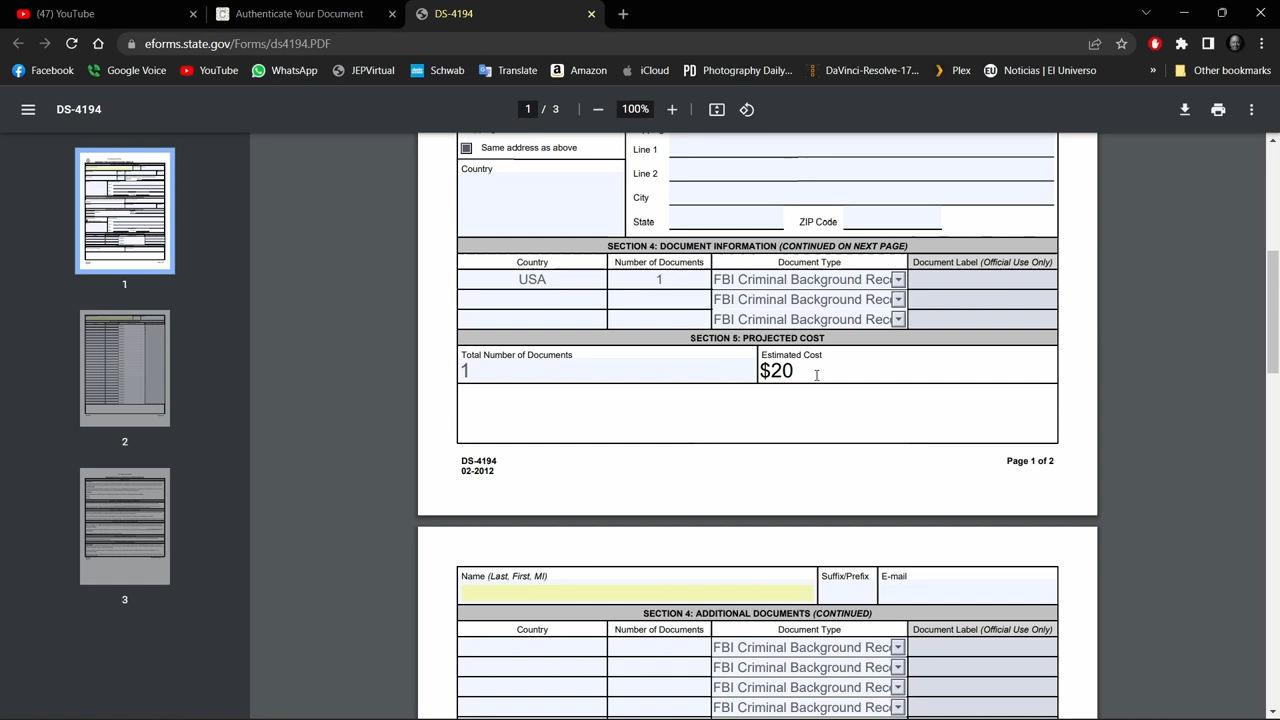 (47) YouTube
Authenticate Your Document
DS-4194
eforms.state.gov/Forms/ds4194.PDF
Facebook
Google Voice
YouTube
WhatsApp
JEPVirtual
Schwab
Translate
Amazon
iCloud
PD Photography Daily...
DaVinci-Resolve-17...
Plex
EU Noticias | El Universo
»
Other bookmarks
DS-4194
1 / 3
100%
1
2
3
Same address as above
Line 1
Country
Line 2
City
State
ZIP Code
SECTION 4: DOCUMENT INFORMATION (CONTINUED ON NEXT PAGE)
Country Number of Documents Document Type Document Label (Official Use Only)
USA 1 FBI Criminal Background Rec
FBI Criminal Background Rec
FBI Criminal Background Rec
SECTION 5: PROJECTED COST
Total Number of Documents
1
Estimated Cost
$20
DS-4194
02-2012
Page 1 of 2
Name (Last, First, MI)
Suffix/Prefix
E-mail
SECTION 4: ADDITIONAL DOCUMENTS (CONTINUED)
Country Number of Documents Document Type Document Label (Official Use Only)
FBI Criminal Background Rec
FBI Criminal Background Rec
FBI Criminal Background Rec
FBI Criminal Background Rec